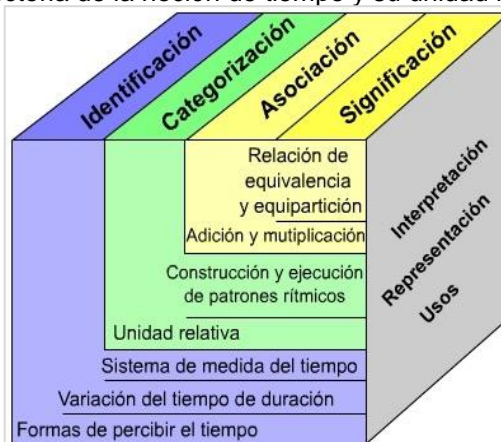 storia de la noción de tiempo y su unidad
Identificación
Categorización
Asociación
Significación
Relación de
equivalencia
y equipartición
Adición y mutiplicación
Construcción y ejecución
de patrones rítmicos
Unidad relativa
Sistema de medida del tiempo
Variación del tiempo de duración
Formas de percibir el tiempo
Interpretación
Representación
Usos